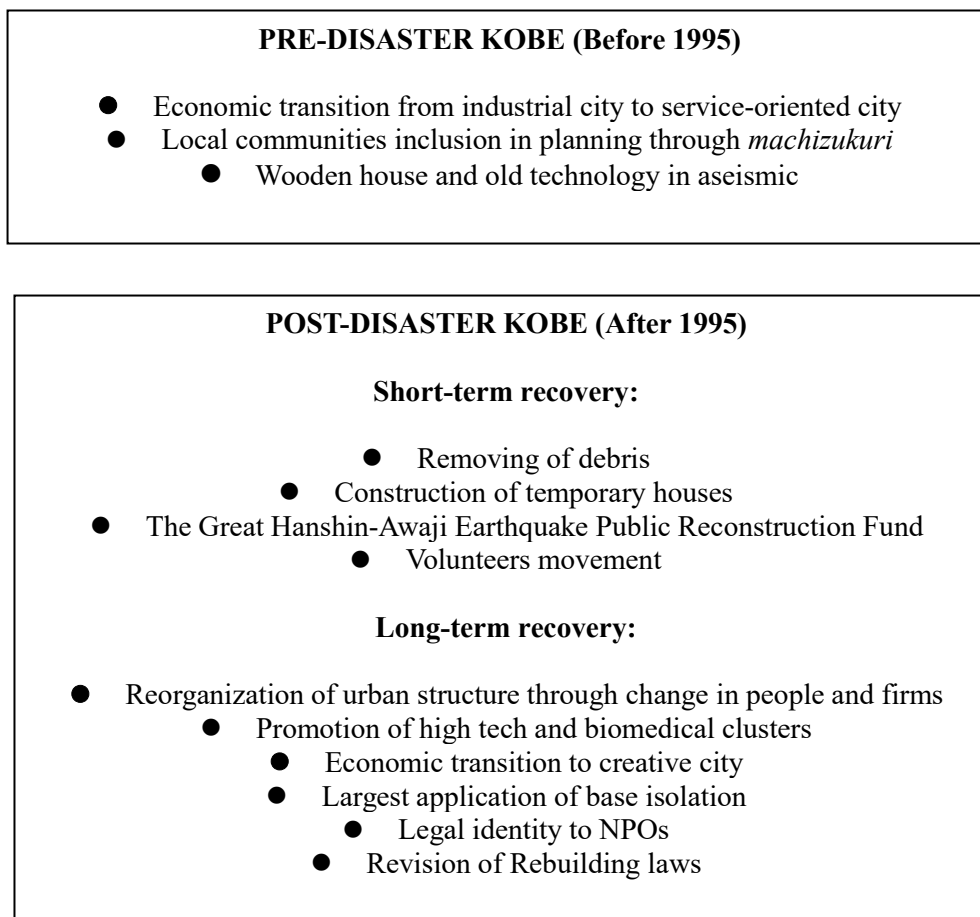 PRE-DISASTER KOBE (Before 1995)
● Economic transition from industrial city to service-oriented city
● Local communities inclusion in planning through machizukuri
● Wooden house and old technology in aseismic
POST-DISASTER KOBE (After 1995)
Short-term recovery:
● Removing of debris
● Construction of temporary houses
● The Great Hanshin-Awaji Earthquake Public Reconstruction Fund
● Volunteers movement
Long-term recovery:
● Reorganization of urban structure through change in people and firms
● Promotion of high tech and biomedical clusters
● Economic transition to creative city
● Largest application of base isolation
● Legal identity to NPOs
● Revision of Rebuilding laws